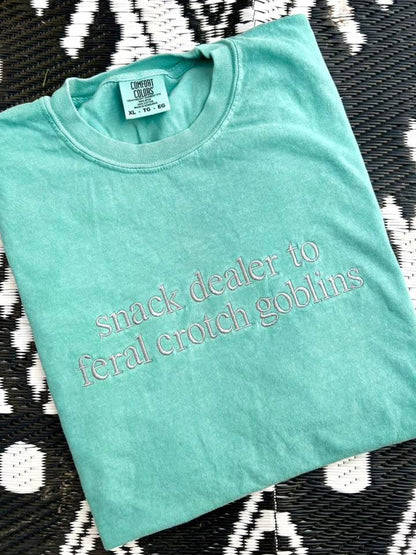 COMFORT
COLORS
XL · TG · EG
snack dealer to
feral crotch goblins